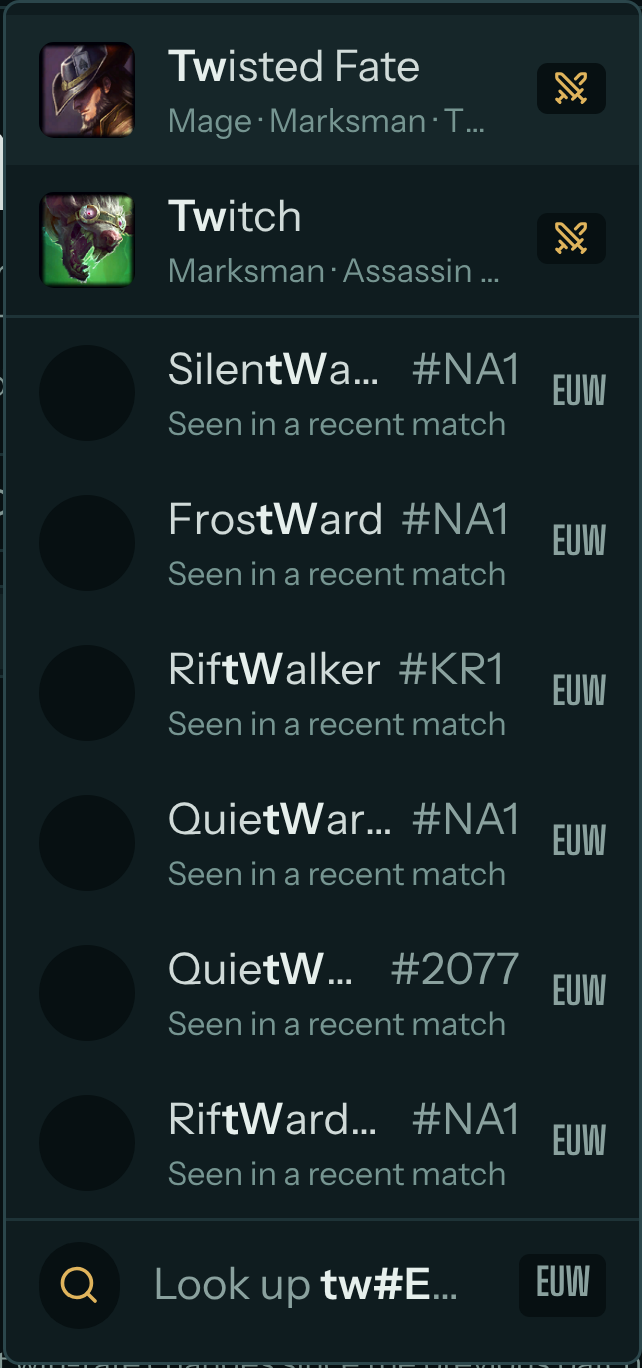 Twisted Fate
Mage · Marksman · T...
Twitch
Marksman · Assassin ...
SilentWa... #NA1
EUW
Seen in a recent match
FrostWard #NA1
EUW
Seen in a recent match
RiftWalker #KR1
EUW
Seen in a recent match
QuietWar... #NA1
EUW
Seen in a recent match
QuietW... #2077
EUW
Seen in a recent match
RiftWard... #NA1
EUW
Seen in a recent match
Look up tw#E... EUW